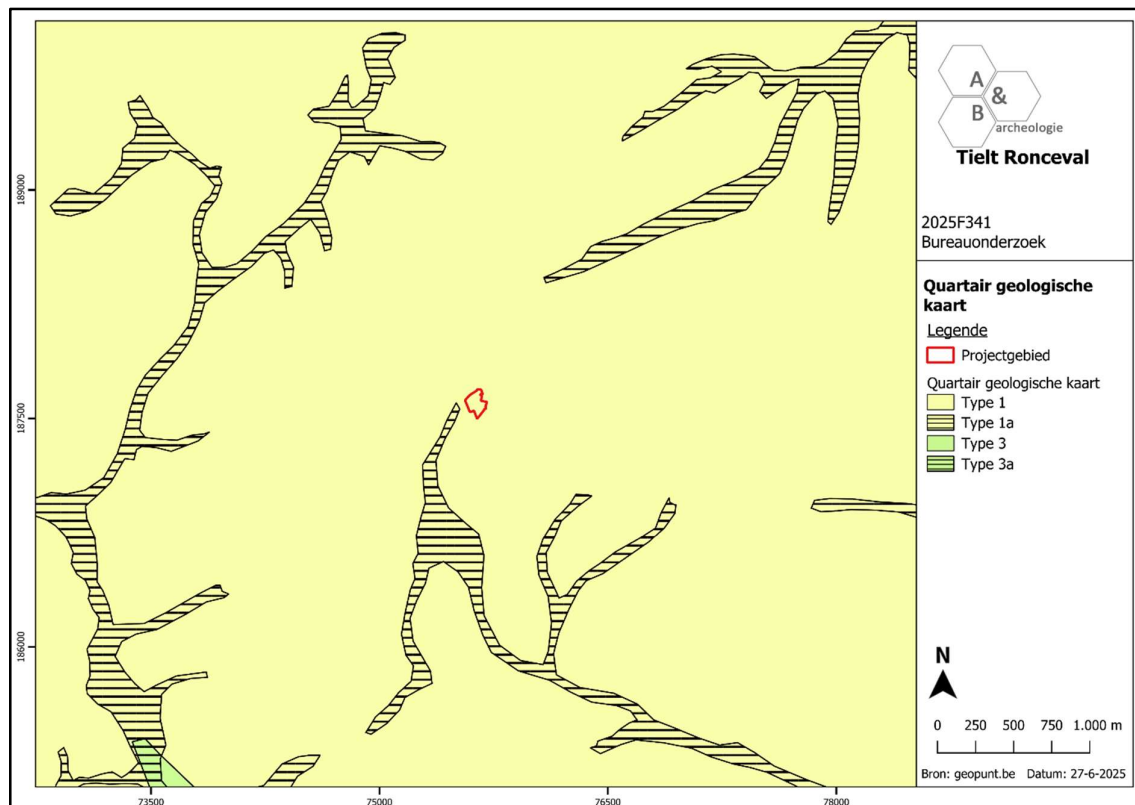 A
&
B
archeologie
Tielt Ronceval
2025F341
Bureauonderzoek
Quartair geologische
kaart
Legende
Projectgebied
Quartair geologische kaart
Type 1
Type 1a
Type 3
Type 3a
N
0 250 500 750 1.000 m
Bron: geopunt.be Datum: 27-6-2025
189000
187500
186000
73500 75000 76500 78000